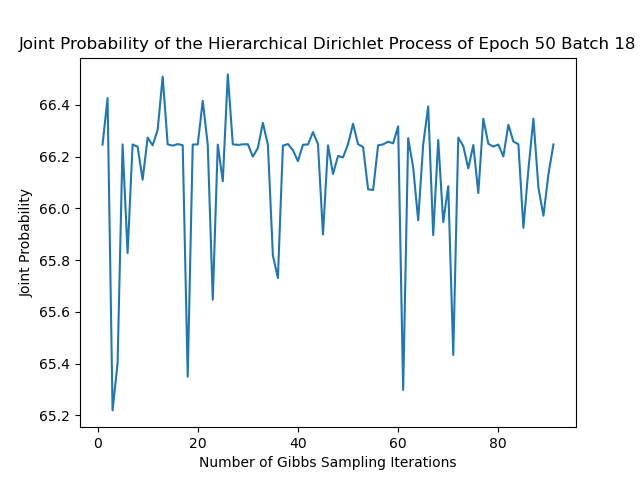 Joint Probability of the Hierarchical Dirichlet Process of Epoch 50 Batch 18
66.4
66.2
66.0
65.8
65.6
65.4
65.2
Joint Probability
0 20 40 60 80
Number of Gibbs Sampling Iterations